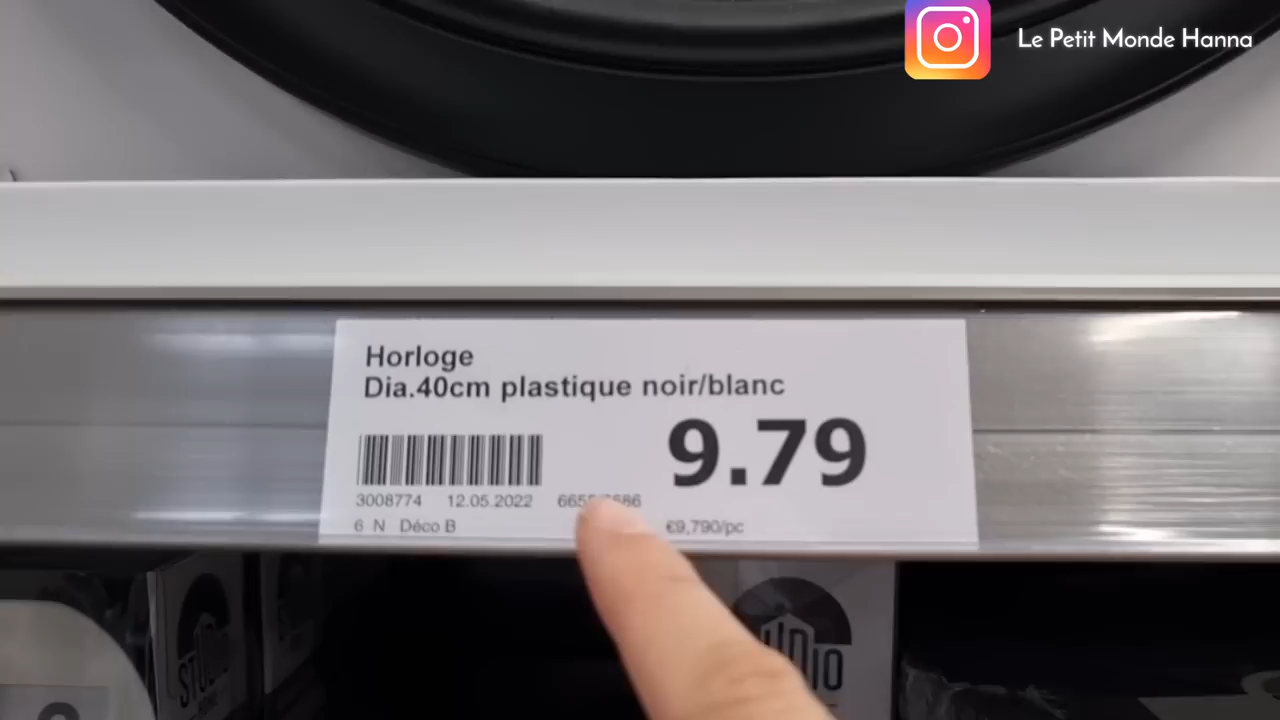 Le Petit Monde Hanna
Horloge
Dia.40cm plastique noir/blanc
9.79
3008774 12.05.2022
6 N Déco B €9,790/pc
STUDIO